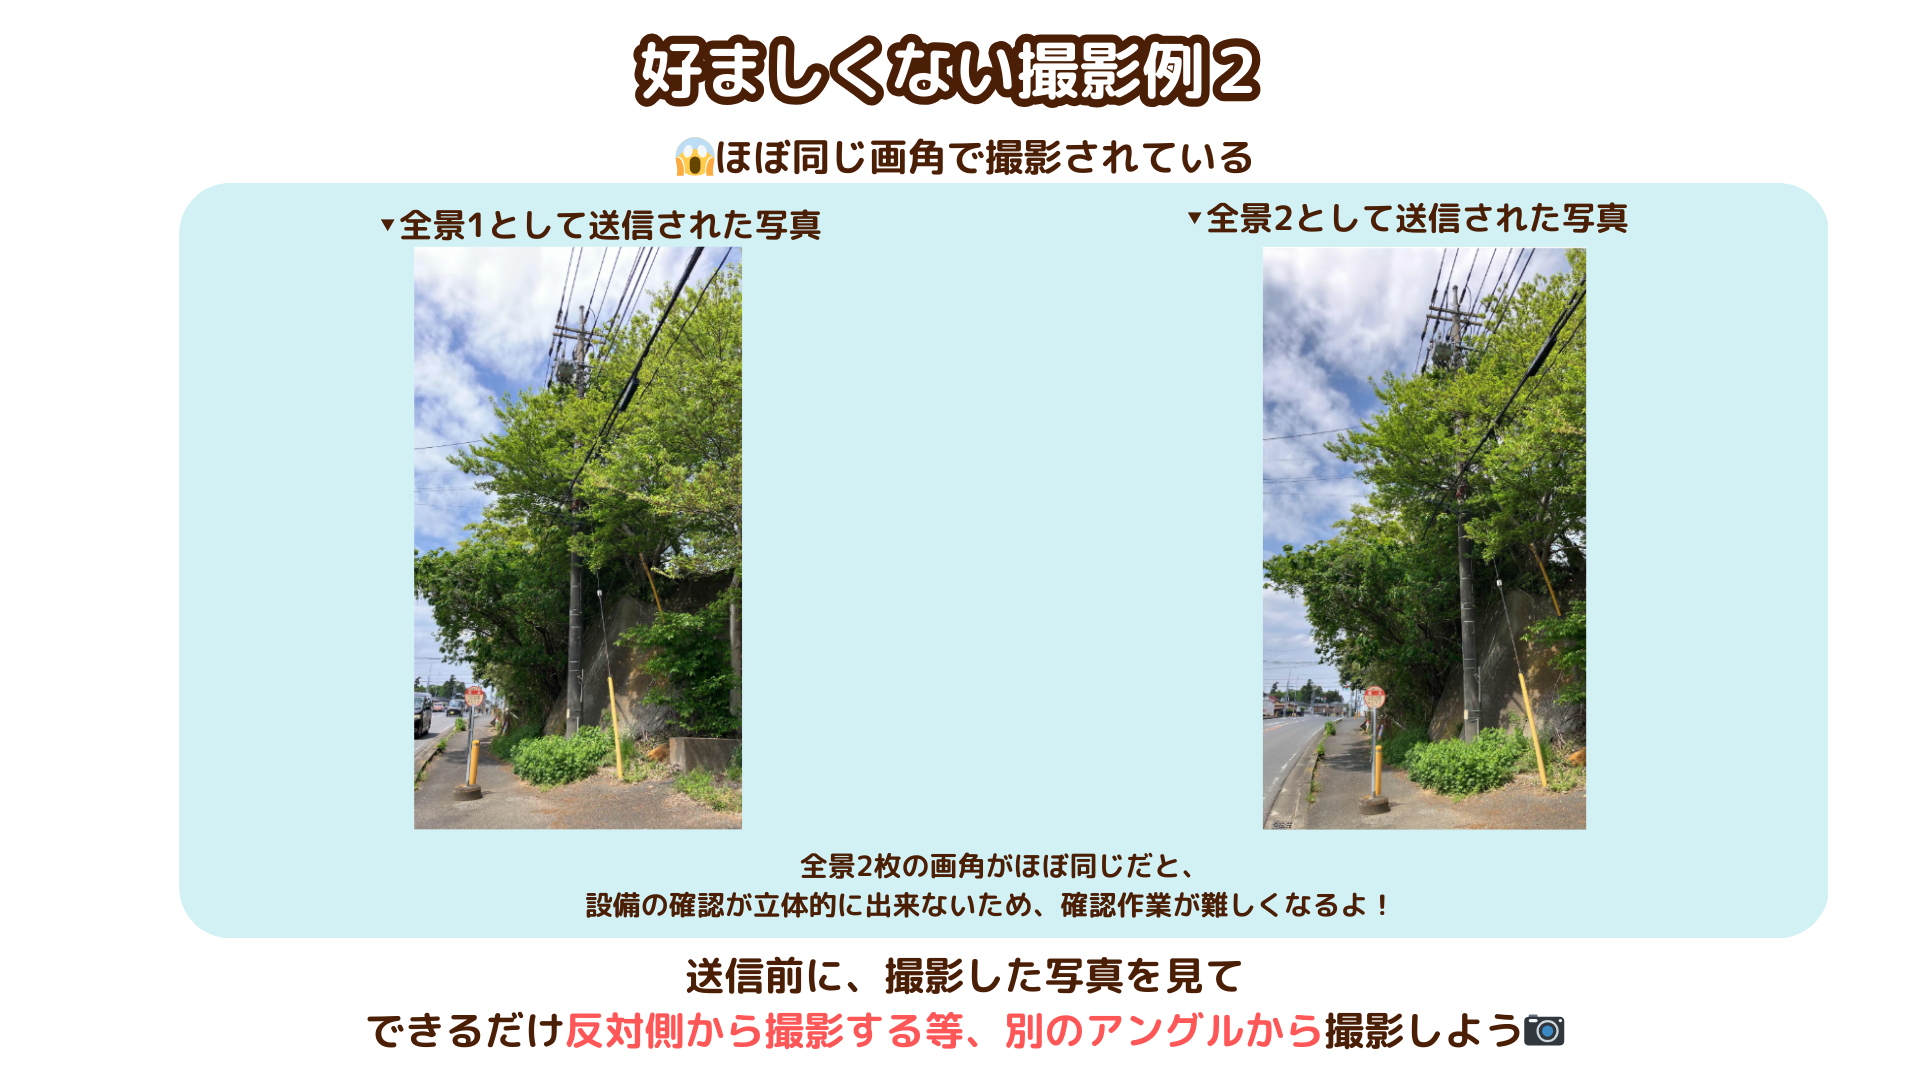 好ましくない撮影例2
😱ほぼ同じ画角で撮影されている
▼全景1として送信された写真
▼全景2として送信された写真
全景2枚の画角がほぼ同じだと、
設備の確認が立体的に出来ないため、確認作業が難しくなるよ！
送信前に、撮影した写真を見て
できるだけ反対側から撮影する等、別のアングルから撮影しよう📷